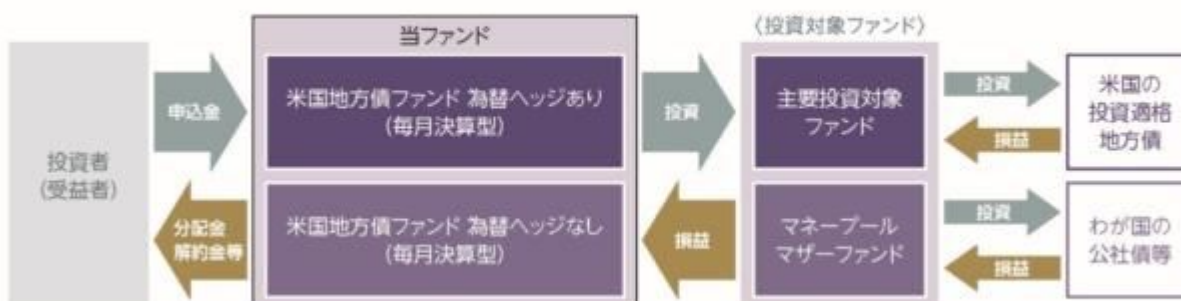 当ファンド
〈投資対象ファンド〉
投資者
(受益者)
申込金
分配金
解約金等
米国地方債ファンド 為替ヘッジあり
(毎月決算型)
米国地方債ファンド 為替ヘッジなし
(毎月決算型)
投資
損益
主要投資対象
ファンド
マネープール
マザーファンド
投資
損益
投資
損益
米国の
投資適格
地方債
わが国の
公社債等